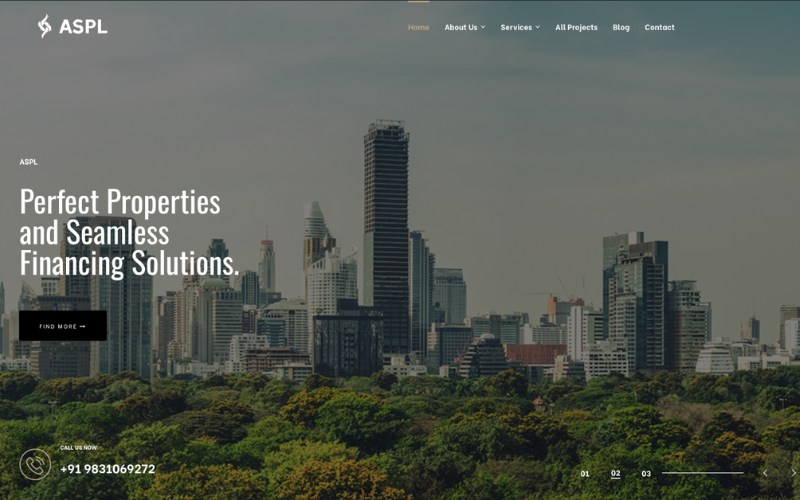 ASPL
Home
About Us
Services
All Projects
Blog
Contact
ASPL
Perfect Properties
and Seamless
Financing Solutions.
FIND MORE
CALL US NOW
+91 9831069272
01
02
03